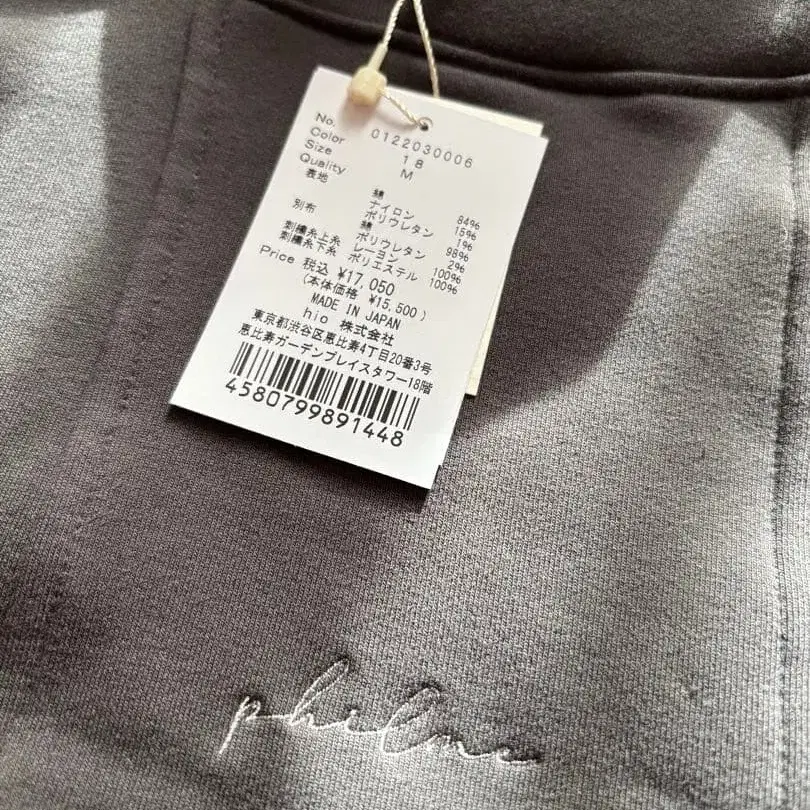 No. 0122030006
Color 18
Size M
Quality
表地 綿 84%
ナイロン 15%
ポリウレタン 1%
別布 綿 98%
ポリウレタン 2%
刺繍糸上糸 レーヨン 100%
刺繍糸下糸 ポリエステル 100%
Price 税込 ¥17,050
(本体価格 ¥15,500)
MADE IN JAPAN
hio 株式会社
東京都渋谷区恵比寿4丁目20番3号
恵比寿ガーデンプレイスタワー18階
4580799891448
philme